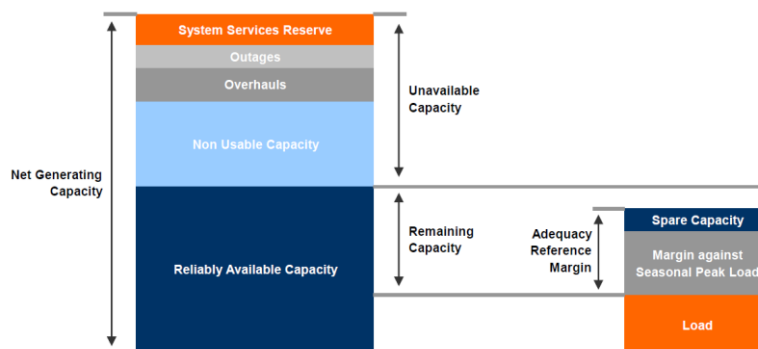 System Services Reserve
Outages
Overhauls
Unavailable
Capacity
Non Usable Capacity
Net Generating
Capacity
Remaining
Capacity
Reliably Available Capacity
Adequacy
Reference
Margin
Spare Capacity
Margin against
Seasonal Peak Load
Load